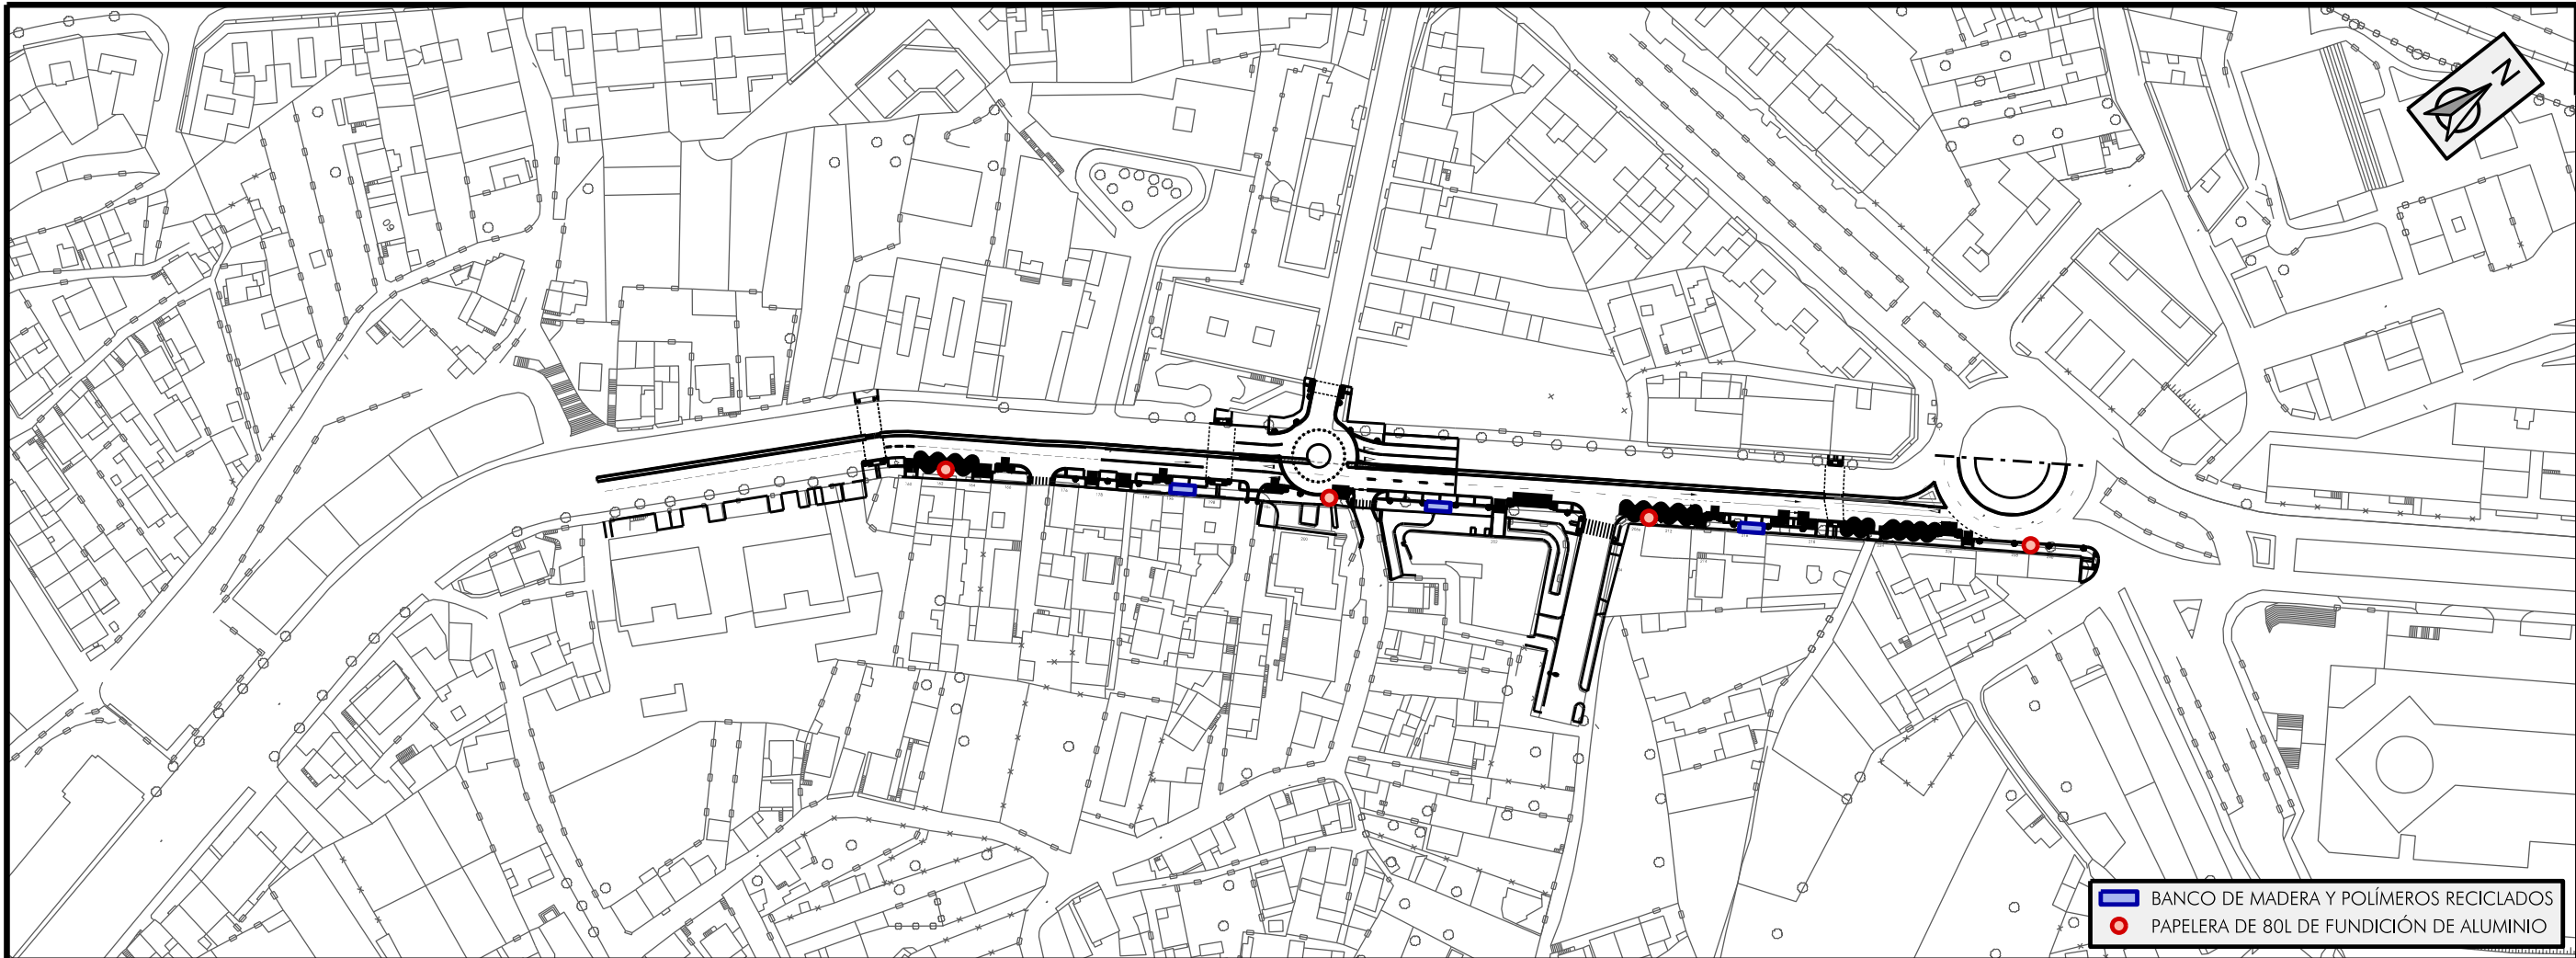 N
BANCO DE MADERA Y POLÍMEROS RECICLADOS
PAPELERA DE 80L DE FUNDICIÓN DE ALUMINIO